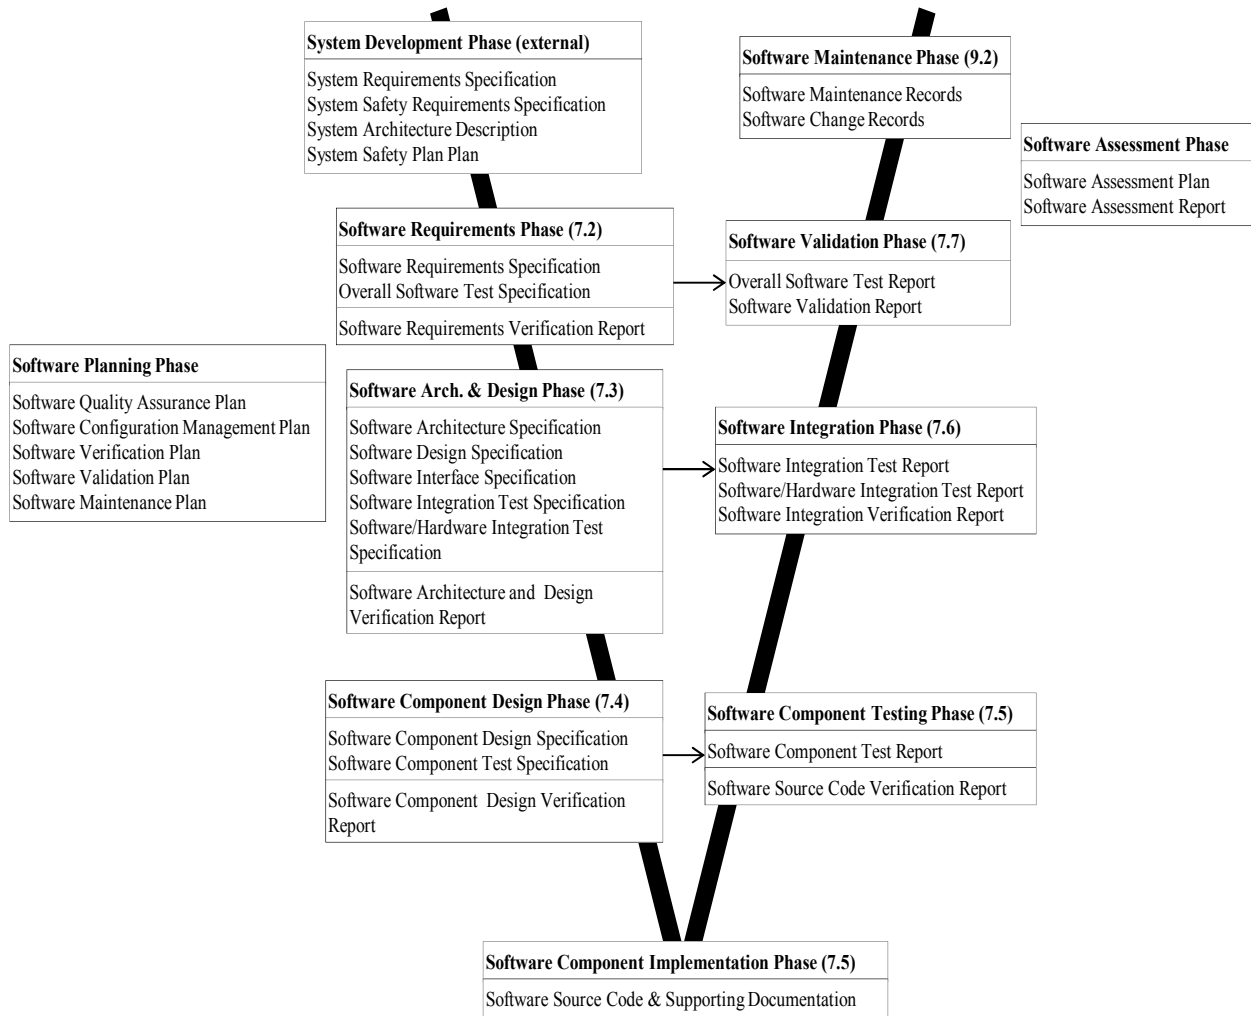 System Development Phase (external)
System Requirements Specification
System Safety Requirements Specification
System Architecture Description
System Safety Plan Plan
Software Maintenance Phase (9.2)
Software Maintenance Records
Software Change Records
Software Assessment Phase
Software Assessment Plan
Software Assessment Report
Software Requirements Phase (7.2)
Software Requirements Specification
Overall Software Test Specification
Software Requirements Verification Report
Software Validation Phase (7.7)
Overall Software Test Report
Software Validation Report
Software Planning Phase
Software Quality Assurance Plan
Software Configuration Management Plan
Software Verification Plan
Software Validation Plan
Software Maintenance Plan
Software Arch. & Design Phase (7.3)
Software Architecture Specification
Software Design Specification
Software Interface Specification
Software Integration Test Specification
Software/Hardware Integration Test
Specification
Software Architecture and Design
Verification Report
Software Integration Phase (7.6)
Software Integration Test Report
Software/Hardware Integration Test Report
Software Integration Verification Report
Software Component Design Phase (7.4)
Software Component Design Specification
Software Component Test Specification
Software Component Design Verification
Report
Software Component Testing Phase (7.5)
Software Component Test Report
Software Source Code Verification Report
Software Component Implementation Phase (7.5)
Software Source Code & Supporting Documentation